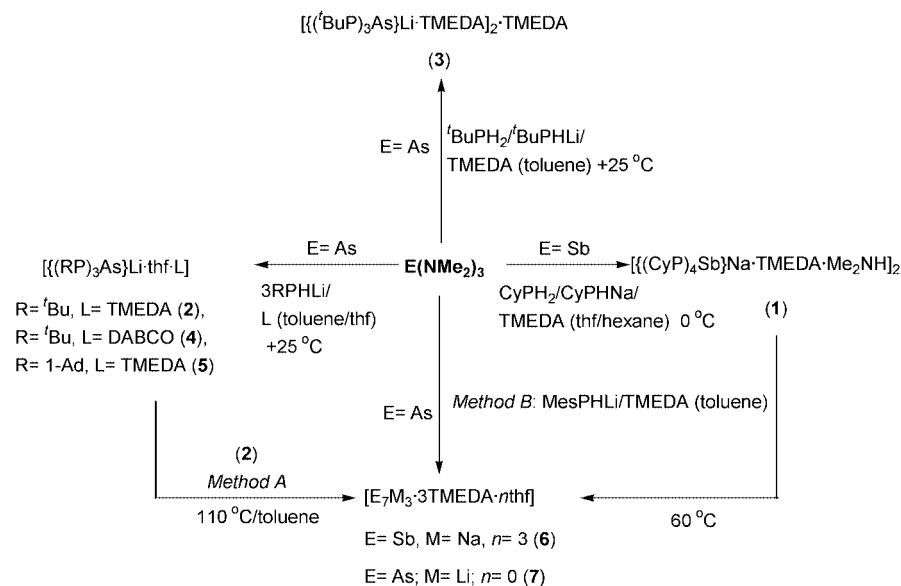 [{(ᵗBuP)₃As}Li·TMEDA]₂·TMEDA
(3)
E= As
ᵗBuPH₂/ᵗBuPHLi/
TMEDA (toluene) +25 °C
[{(RP)₃As}Li·thf·L]
R= ᵗBu, L= TMEDA (2),
R= ᵗBu, L= DABCO (4),
R= 1-Ad, L= TMEDA (5)
E= As
3RPHLi/
L (toluene/thf)
+25 °C
E(NMe₂)₃
E= Sb
CyPH₂/CyPHNa/
TMEDA (thf/hexane) 0 °C
[{(CyP)₄Sb}Na·TMEDA·Me₂NH]₂
(1)
E= As
Method B: MesPHLi/TMEDA (toluene)
(2)
Method A
110 °C/toluene
[E₇M₃·3TMEDA·nthf]
60 °C
E= Sb, M= Na, n= 3 (6)
E= As; M= Li; n= 0 (7)